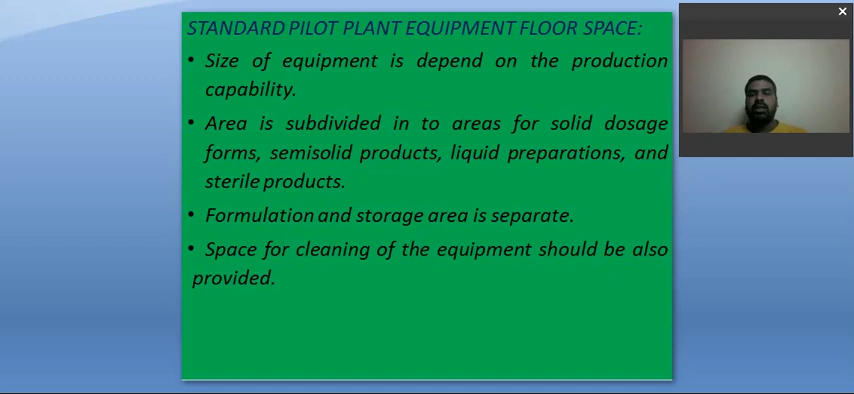 STANDARD PILOT PLANT EQUIPMENT FLOOR SPACE:
• Size of equipment is depend on the production
capability.
• Area is subdivided in to areas for solid dosage
forms, semisolid products, liquid preparations, and
sterile products.
• Formulation and storage area is separate.
• Space for cleaning of the equipment should be also
provided.